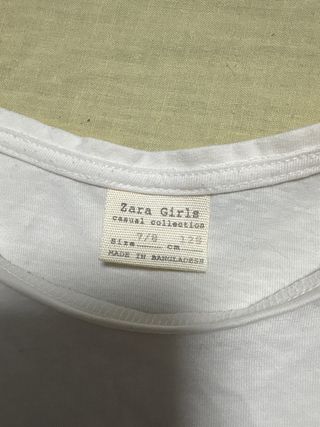 Zara Girls
casual collection
Size 7/8 cm 128
MADE IN BANGLADESH